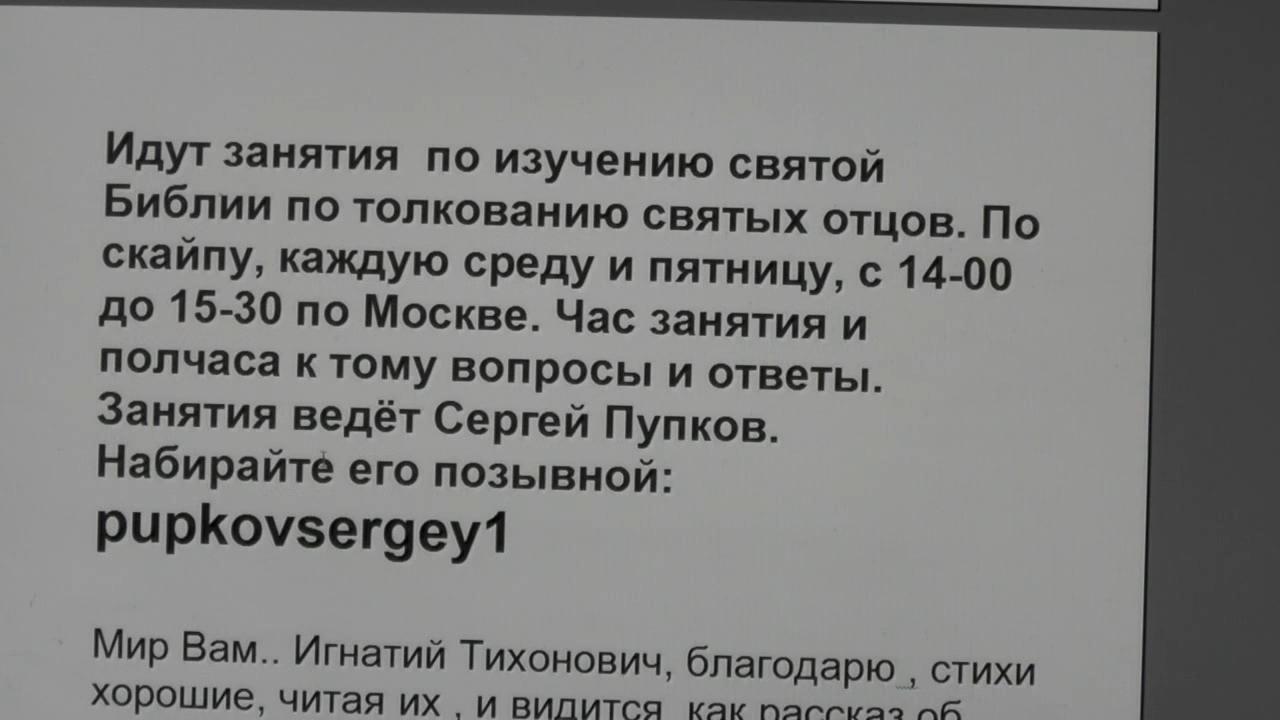 Идут занятия  по изучению святой
Библии по толкованию святых отцов. По
скайпу, каждую среду и пятницу, с 14-00
до 15-30 по Москве. Час занятия и
полчаса к тому вопросы и ответы.
Занятия ведёт Сергей Пупков.
Набирайте его позывной:
pupkovsergey1
Мир Вам.. Игнатий Тихонович, благодарю , стихи
хорошие, читая их , и видится  как рассказ об